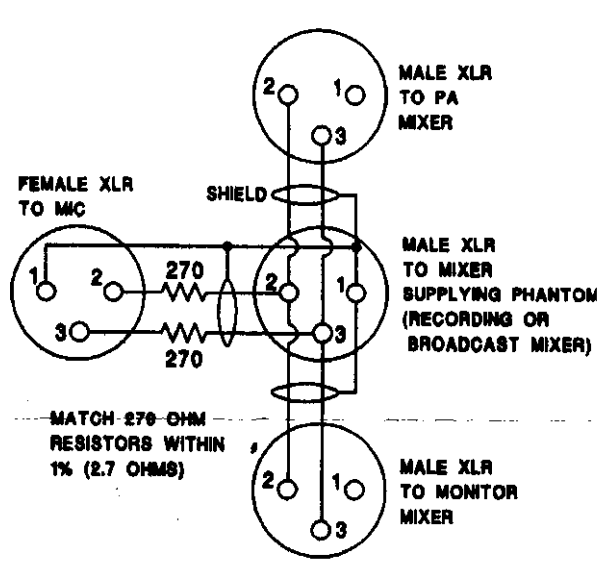 MALE XLR
TO PA
MIXER
2
1
3
FEMALE XLR
TO MIC
SHIELD
1
2
3
270
270
2
1
3
MALE XLR
TO MIXER
SUPPLYING PHANTOM
(RECORDING OR
BROADCAST MIXER)
MATCH 270 OHM
RESISTORS WITHIN
1% (2.7 OHMS)
2
1
3
MALE XLR
TO MONITOR
MIXER